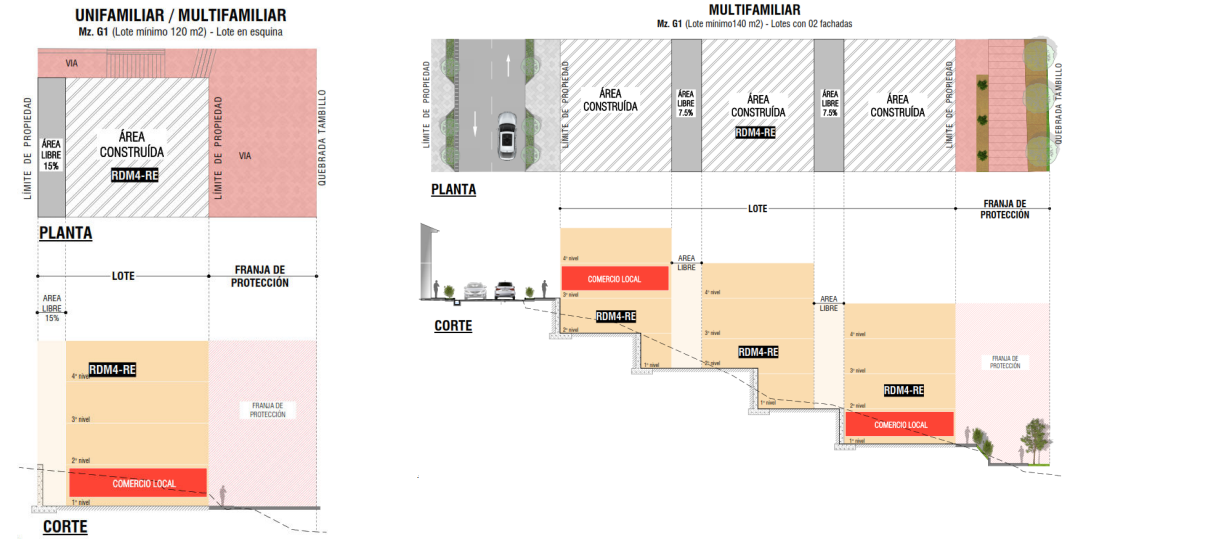 UNIFAMILIAR / MULTIFAMILIAR
Mz. G1 (Lote mínimo 120 m2) - Lote en esquina
VIA
LÍMITE DE PROPIEDAD
ÁREA
LIBRE
15%
ÁREA
CONSTRUÍDA
RDM4-RE
LÍMITE DE PROPIEDAD
VIA
QUEBRADA TAMBILLO
PLANTA
LOTE
FRANJA DE
PROTECCIÓN
AREA
LIBRE
15%
RDM4-RE
4° nivel
3° nivel
2° nivel
COMERCIO LOCAL
1° nivel
FRANJA DE
PROTECCIÓN
CORTE
MULTIFAMILIAR
Mz. G1 (Lote mínimo140 m2) - Lotes con 02 fachadas
LÍMITE DE PROPIEDAD
LÍMITE DE PROPIEDAD
ÁREA
CONSTRUÍDA
ÁREA
LIBRE
7.5%
ÁREA
CONSTRUÍDA
RDM4-RE
ÁREA
LIBRE
7.5%
ÁREA
CONSTRUÍDA
LÍMITE DE PROPIEDAD
QUEBRADA TAMBILLO
PLANTA
LOTE
FRANJA DE
PROTECCIÓN
4° nivel
COMERCIO LOCAL
3° nivel
RDM4-RE
2° nivel
1° nivel
AREA
LIBRE
4° nivel
3° nivel
RDM4-RE
2° nivel
1° nivel
AREA
LIBRE
4° nivel
3° nivel
RDM4-RE
2° nivel
COMERCIO LOCAL
1° nivel
FRANJA DE
PROTECCIÓN
CORTE